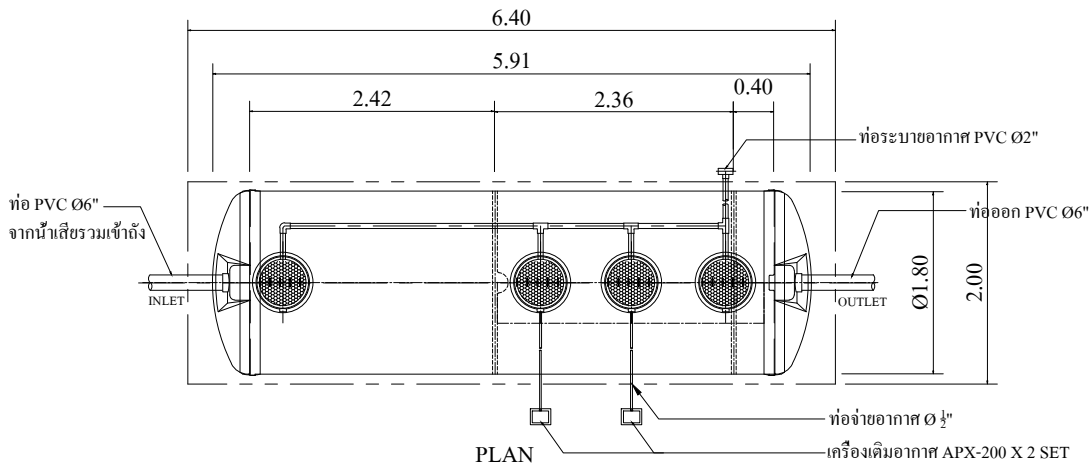 6.40
5.91
2.42
2.36
0.40
ท่อระบายอากาศ PVC Ø2"
ท่อ PVC Ø6"
จากน้ำเสียรวมเข้าถัง
ท่อออก PVC Ø6"
INLET
OUTLET
Ø1.80
2.00
ท่อจ่ายอากาศ Ø ½"
PLAN
เครื่องเติมอากาศ APX-200 X 2 SET